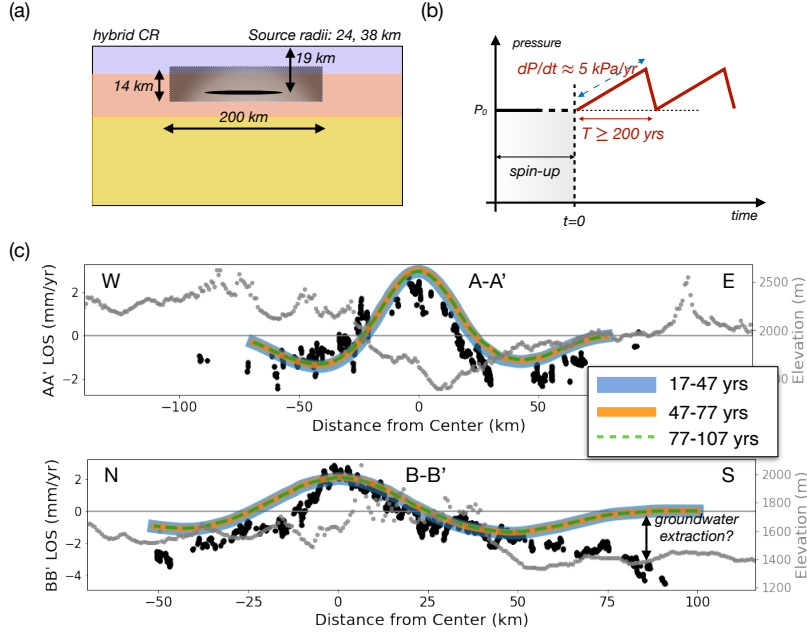 (a)
hybrid CR
Source radii: 24, 38 km
19 km
14 km
200 km
(b)
pressure
dP/dt ≈ 5 kPa/yr
P₀
T ≥ 200 yrs
spin-up
t=0
time
(c)
W
A-A'
E
AA' LOS (mm/yr)
2
0
−2
2500
2000
Elevation (m)
−100
−50
0
50
Distance from Center (km)
17-47 yrs
47-77 yrs
77-107 yrs
N
B-B'
S
BB' LOS (mm/yr)
2
0
−2
−4
groundwater
extraction?
2000
1800
1600
1400
1200
Elevation (m)
−50
−25
0
25
50
75
100
Distance from Center (km)